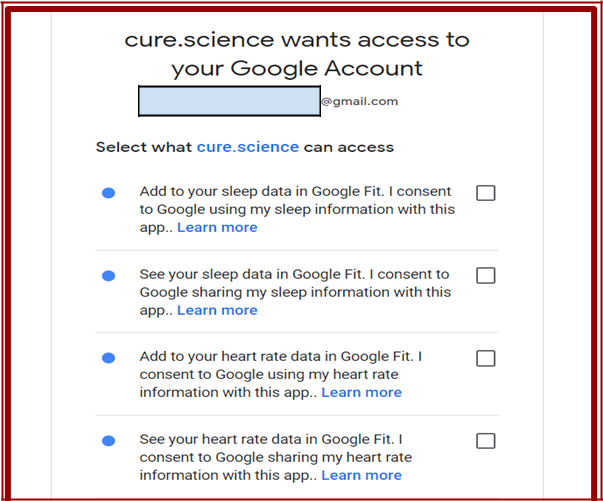 cure.science wants access to
your Google Account
@gmail.com
Select what cure.science can access
Add to your sleep data in Google Fit. I consent
to Google using my sleep information with this
app.. Learn more
See your sleep data in Google Fit. I consent to
Google sharing my sleep information with this
app.. Learn more
Add to your heart rate data in Google Fit. I
consent to Google using my heart rate
information with this app.. Learn more
See your heart rate data in Google Fit. I
consent to Google sharing my heart rate
information with this app.. Learn more